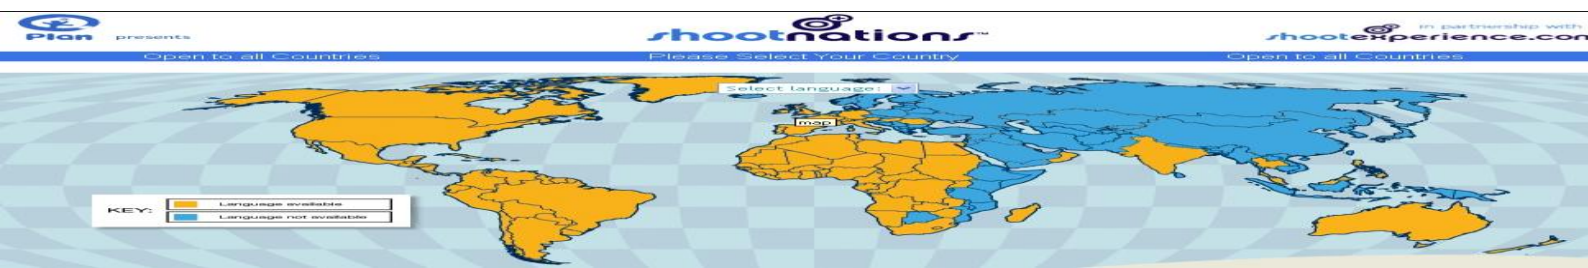 Plan presents
shootnations™
in partnership with
shootexperience.com
Open to all Countries
Please Select Your Country
Open to all Countries
Select language:
map
KEY:
Language available
Language not available